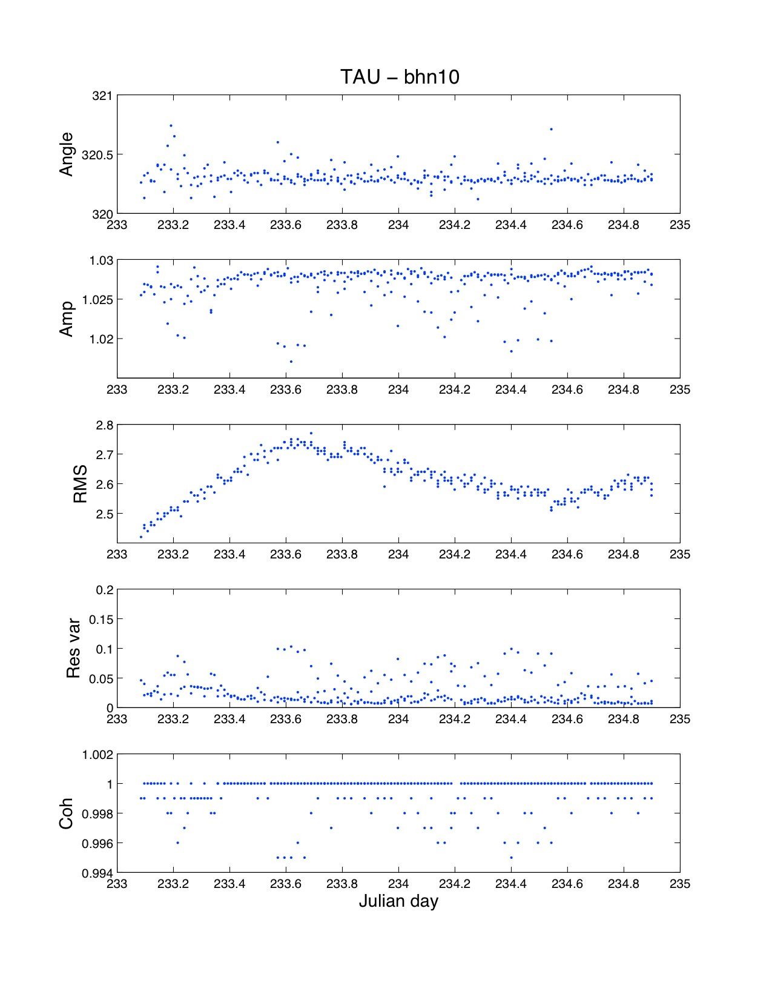 TAU – bhn10
321
320.5
320
Angle
233 233.2 233.4 233.6 233.8 234 234.2 234.4 234.6 234.8 235
1.03
1.025
1.02
Amp
233 233.2 233.4 233.6 233.8 234 234.2 234.4 234.6 234.8 235
2.8
2.7
2.6
2.5
RMS
233 233.2 233.4 233.6 233.8 234 234.2 234.4 234.6 234.8 235
0.2
0.15
0.1
0.05
0
Res var
233 233.2 233.4 233.6 233.8 234 234.2 234.4 234.6 234.8 235
1.002
1
0.998
0.996
0.994
Coh
233 233.2 233.4 233.6 233.8 234 234.2 234.4 234.6 234.8 235
Julian day